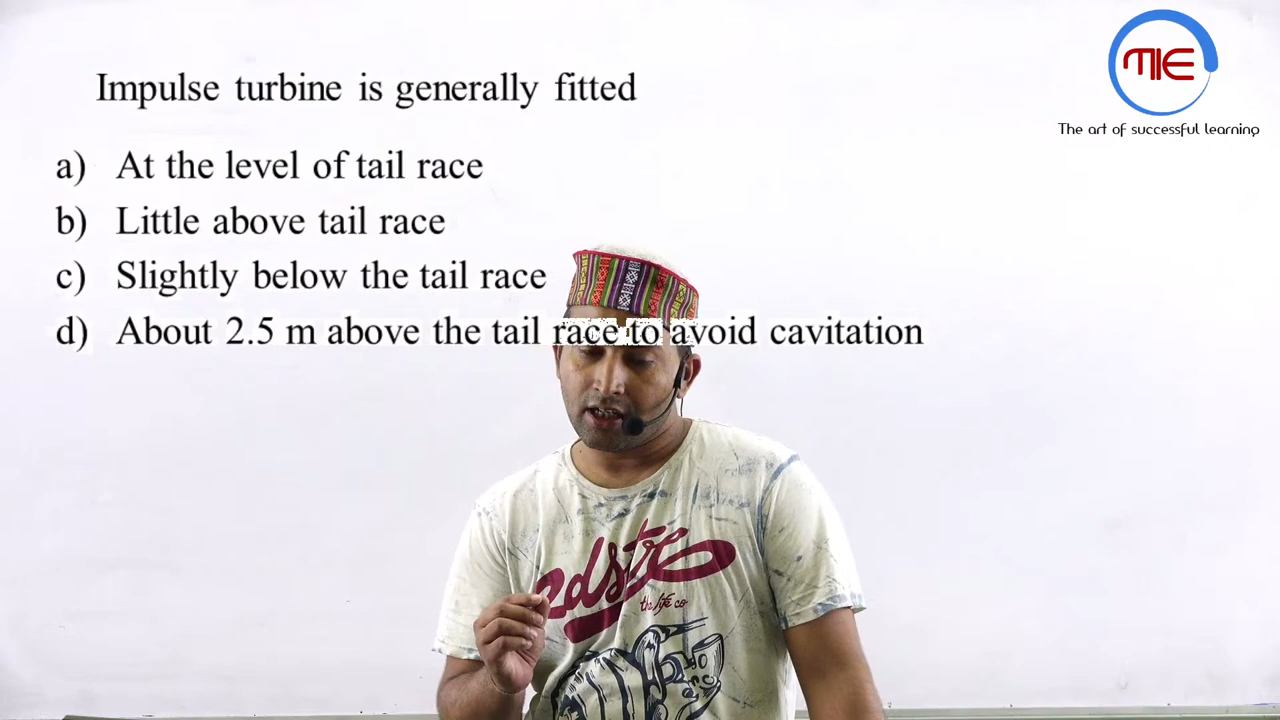 Impulse turbine is generally fitted
a) At the level of tail race
b) Little above tail race
c) Slightly below the tail race
d) About 2.5 m above the tail race to avoid cavitation
MIE
The art of successful learning
the life co